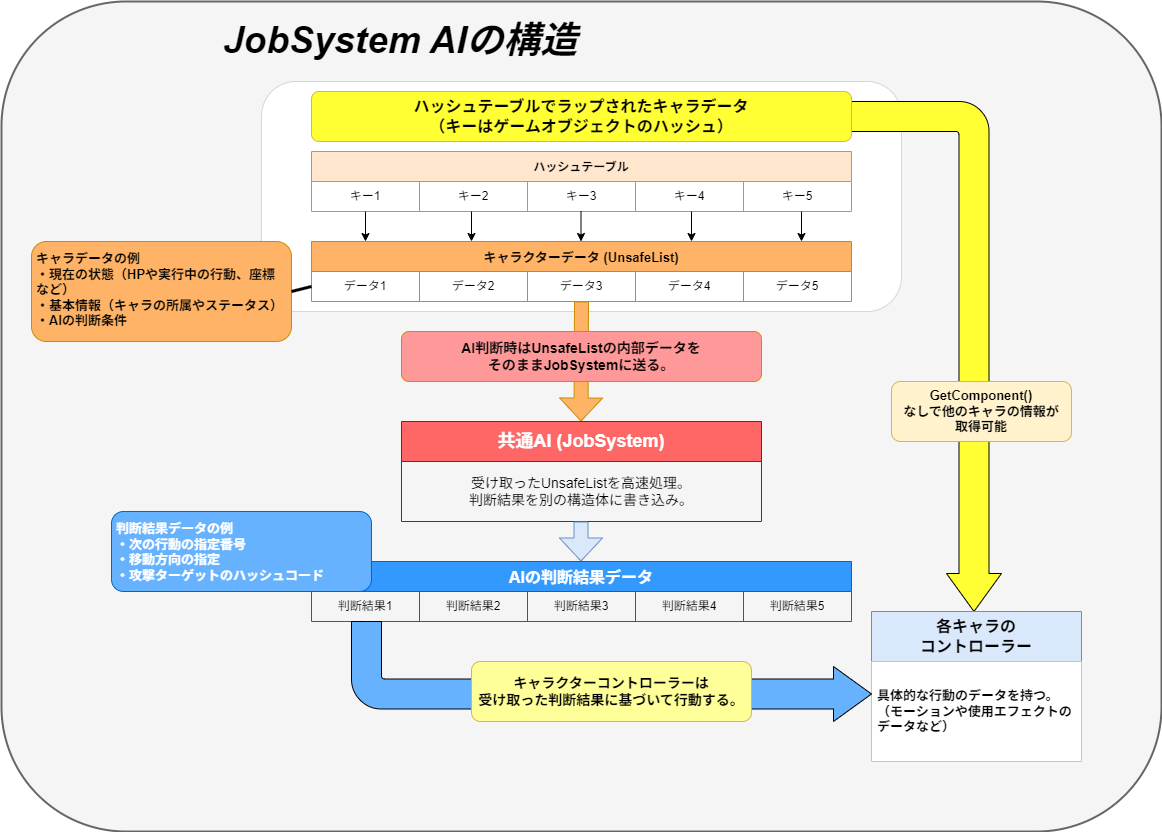 JobSystem AIの構造
ハッシュテーブルでラップされたキャラデータ
（キーはゲームオブジェクトのハッシュ）
ハッシュテーブル
キー1 キー2 キー3 キー4 キー5
キャラクターデータ (UnsafeList)
データ1 データ2 データ3 データ4 データ5
キャラデータの例
・現在の状態（HPや実行中の行動、座標
など）
・基本情報（キャラの所属やステータス）
・AIの判断条件
AI判断時はUnsafeListの内部データを
そのままJobSystemに送る。
GetComponent()
なしで他のキャラの情報が
取得可能
共通AI (JobSystem)
受け取ったUnsafeListを高速処理。
判断結果を別の構造体に書き込み。
判断結果データの例
・次の行動の指定番号
・移動方向の指定
・攻撃ターゲットのハッシュコード
AIの判断結果データ
判断結果1 判断結果2 判断結果3 判断結果4 判断結果5
キャラクターコントローラーは
受け取った判断結果に基づいて行動する。
各キャラの
コントローラー
具体的な行動のデータを持つ。
（モーションや使用エフェクトの
データなど）